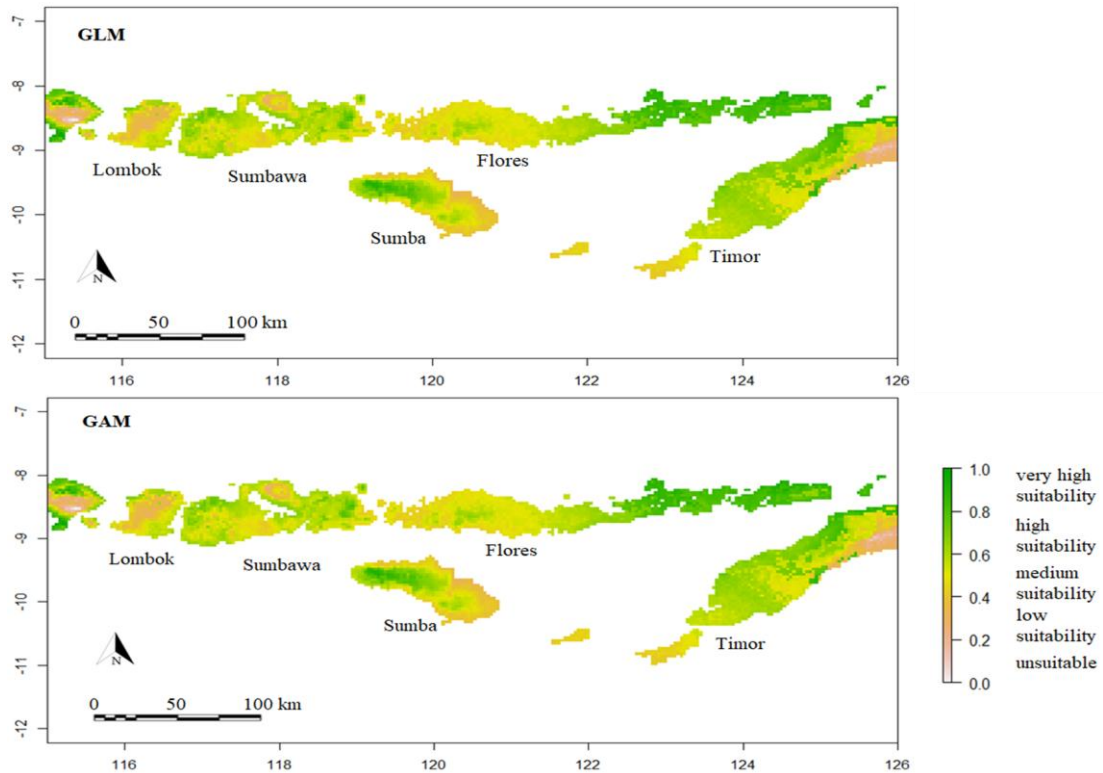 GLM
-7
-8
-9
-10
-11
-12
Lombok
Sumbawa
Flores
Sumba
Timor
N
0 50 100 km
116 118 120 122 124 126
GAM
-7
-8
-9
-10
-11
-12
Lombok
Sumbawa
Flores
Sumba
Timor
N
0 50 100 km
116 118 120 122 124 126
1.0
0.8
0.6
0.4
0.2
0.0
very high
suitability
high
suitability
medium
suitability
low
suitability
unsuitable